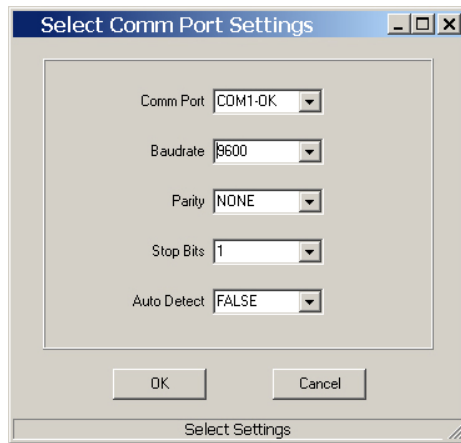 Select Comm Port Settings
Comm Port COM1-OK
Baudrate 9600
Parity NONE
Stop Bits 1
Auto Detect FALSE
OK Cancel
Select Settings